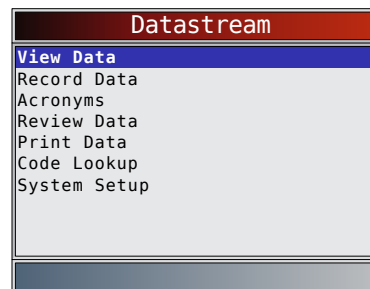 Datastream
View Data
Record Data
Acronyms
Review Data
Print Data
Code Lookup
System Setup